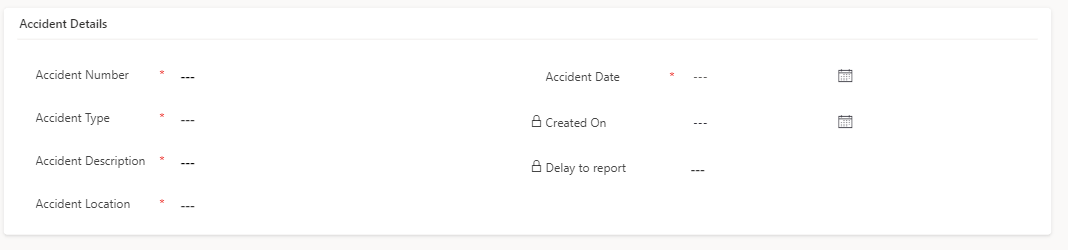 Accident Details
Accident Number * ---
Accident Type * ---
Accident Description * ---
Accident Location * ---
Accident Date * ---
Created On ---
Delay to report ---